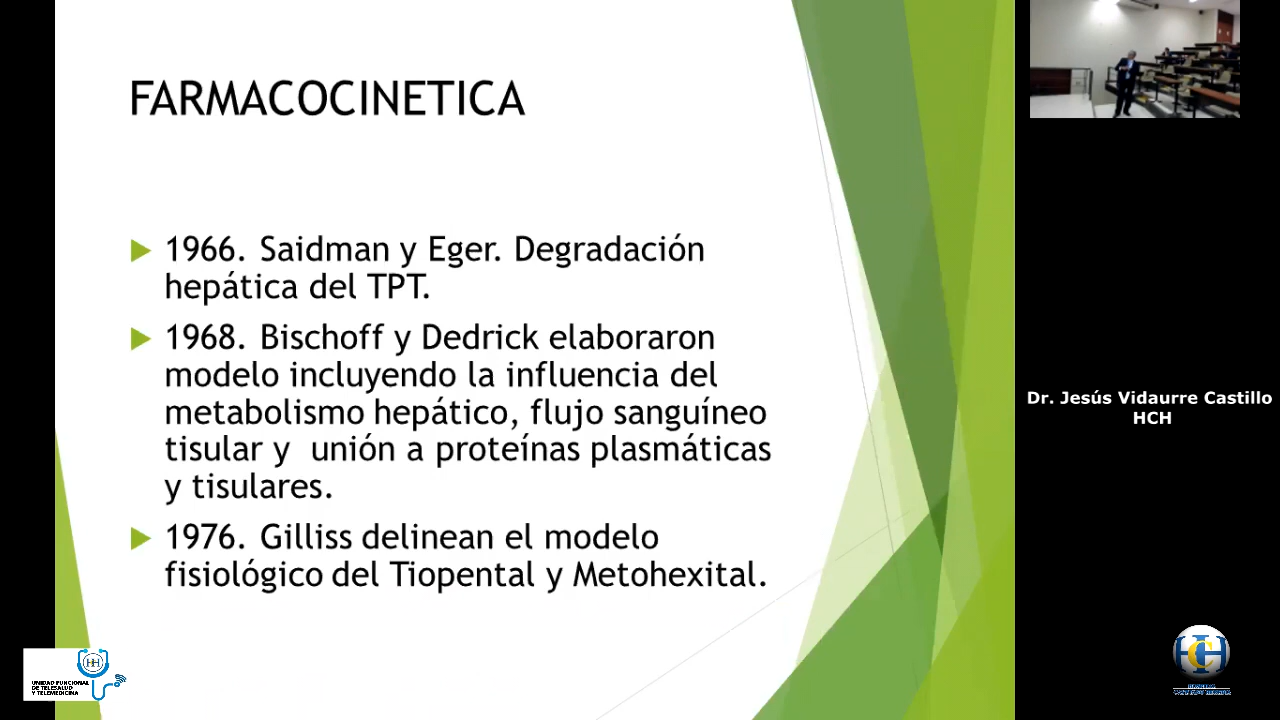 FARMACOCINETICA
1966. Saidman y Eger. Degradación
hepática del TPT.
1968. Bischoff y Dedrick elaboraron
modelo incluyendo la influencia del
metabolismo hepático, flujo sanguíneo
tisular y  unión a proteínas plasmáticas
y tisulares.
1976. Gilliss delinean el modelo
fisiológico del Tiopental y Metohexital.
Dr. Jesús Vidaurre Castillo
HCH
HH
UNIDAD FUNCIONAL
DE TELESALUD
Y TELEMEDICINA
HCH